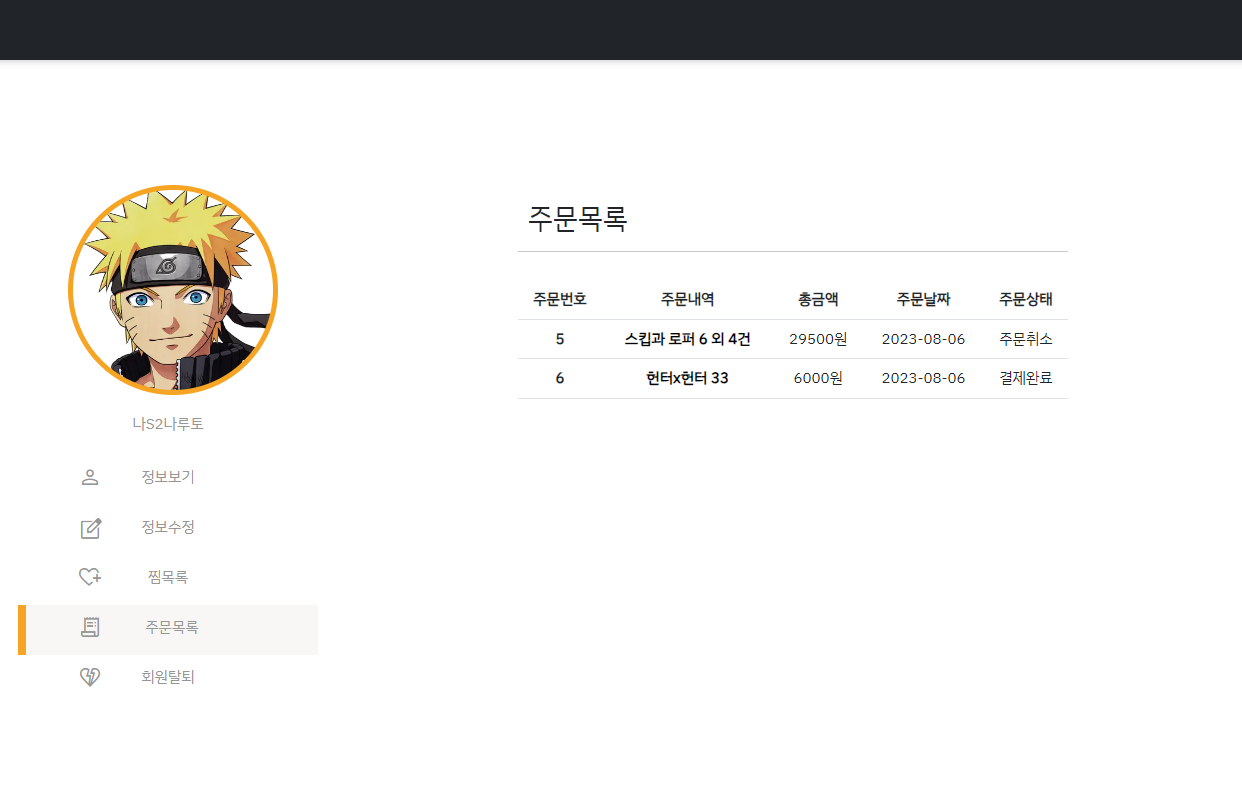 나S2나루토
정보보기
정보수정
찜목록
주문목록
회원탈퇴
주문목록
주문번호 주문내역 총금액 주문날짜 주문상태
5 스킵과 로퍼 6 외 4건 29500원 2023-08-06 주문취소
6 헌터x헌터 33 6000원 2023-08-06 결제완료